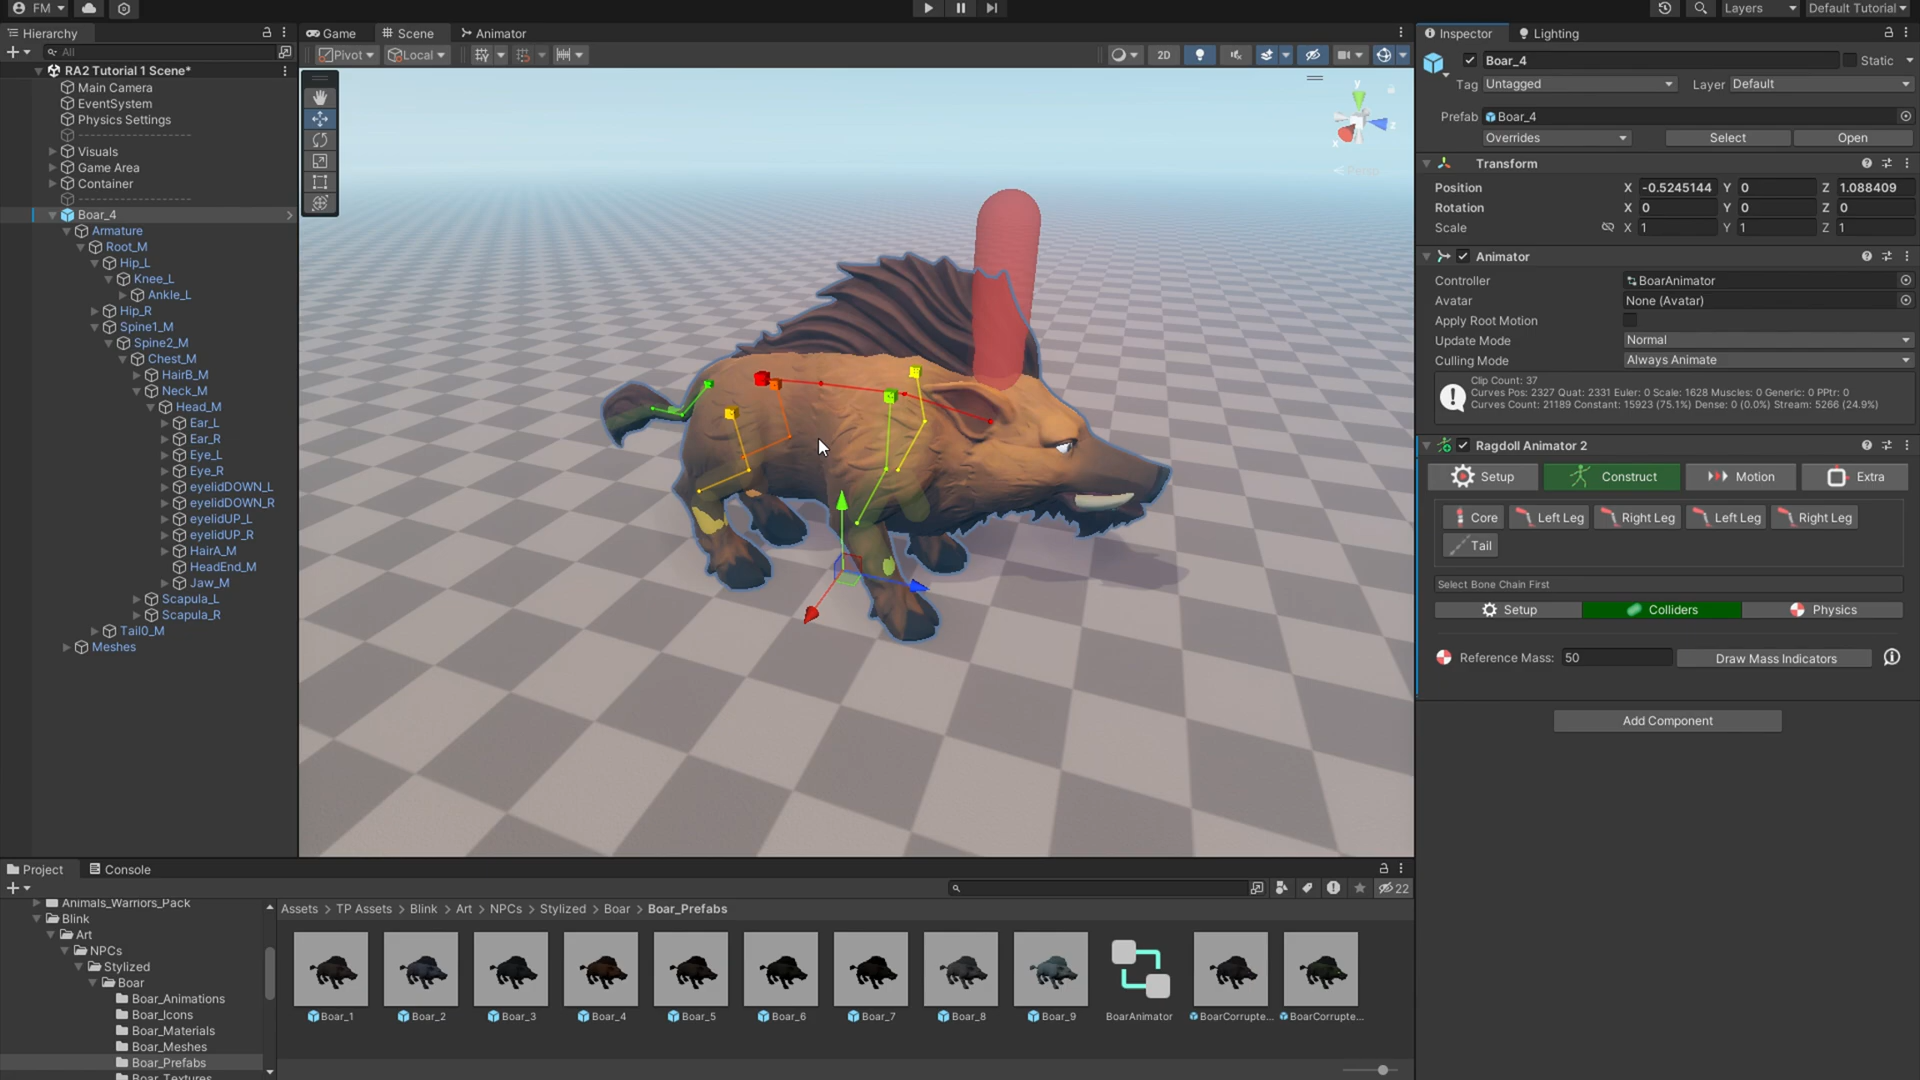 FM
Layers
Default Tutorial
Hierarchy
All
RA2 Tutorial 1 Scene*
Main Camera
EventSystem
Physics Settings
--------------------
Visuals
Game Area
Container
--------------------
Boar_4
Armature
Root_M
Hip_L
Knee_L
Ankle_L
Hip_R
Spine1_M
Spine2_M
Chest_M
HairB_M
Neck_M
Head_M
Ear_L
Ear_R
Eye_L
Eye_R
eyelidDOWN_L
eyelidDOWN_R
eyelidUP_L
eyelidUP_R
HairA_M
HeadEnd_M
Jaw_M
Scapula_L
Scapula_R
Tail0_M
Meshes
Game
Scene
Animator
Pivot
Local
2D
y
z
x
Inspector
Lighting
Boar_4
Static
Tag Untagged
Layer Default
Prefab Boar_4
Overrides
Select
Open
Transform
Position X -0.5245144 Y 0 Z 1.088409
Rotation X 0 Y 0 Z 0
Scale X 1 Y 1 Z 1
Animator
Controller BoarAnimator
Avatar None (Avatar)
Apply Root Motion
Update Mode Normal
Culling Mode Always Animate
Clip Count: 37
Curves Pos: 2327 Quat: 2331 Euler: 0 Scale: 1628 Muscles: 0 Generic: 0 PPtr: 0
Curves Count: 21189 Constant: 15923 (75.1%) Dense: 0 (0.0%) Stream: 5266 (24.9%)
Ragdoll Animator 2
Setup
Construct
Motion
Extra
Core
Left Leg
Right Leg
Left Leg
Right Leg
Tail
Select Bone Chain First
Setup
Colliders
Physics
Reference Mass: 50
Draw Mass Indicators
Add Component
Project
Console
22
Animals_Warriors_Pack
Blink
Art
NPCs
Stylized
Boar
Boar_Animations
Boar_Icons
Boar_Materials
Boar_Meshes
Boar_Prefabs
Boar_Textures
Assets > TP Assets > Blink > Art > NPCs > Stylized > Boar > Boar_Prefabs
Boar_1
Boar_2
Boar_3
Boar_4
Boar_5
Boar_6
Boar_7
Boar_8
Boar_9
BoarAnimator
BoarCorrupte...
BoarCorrupte...